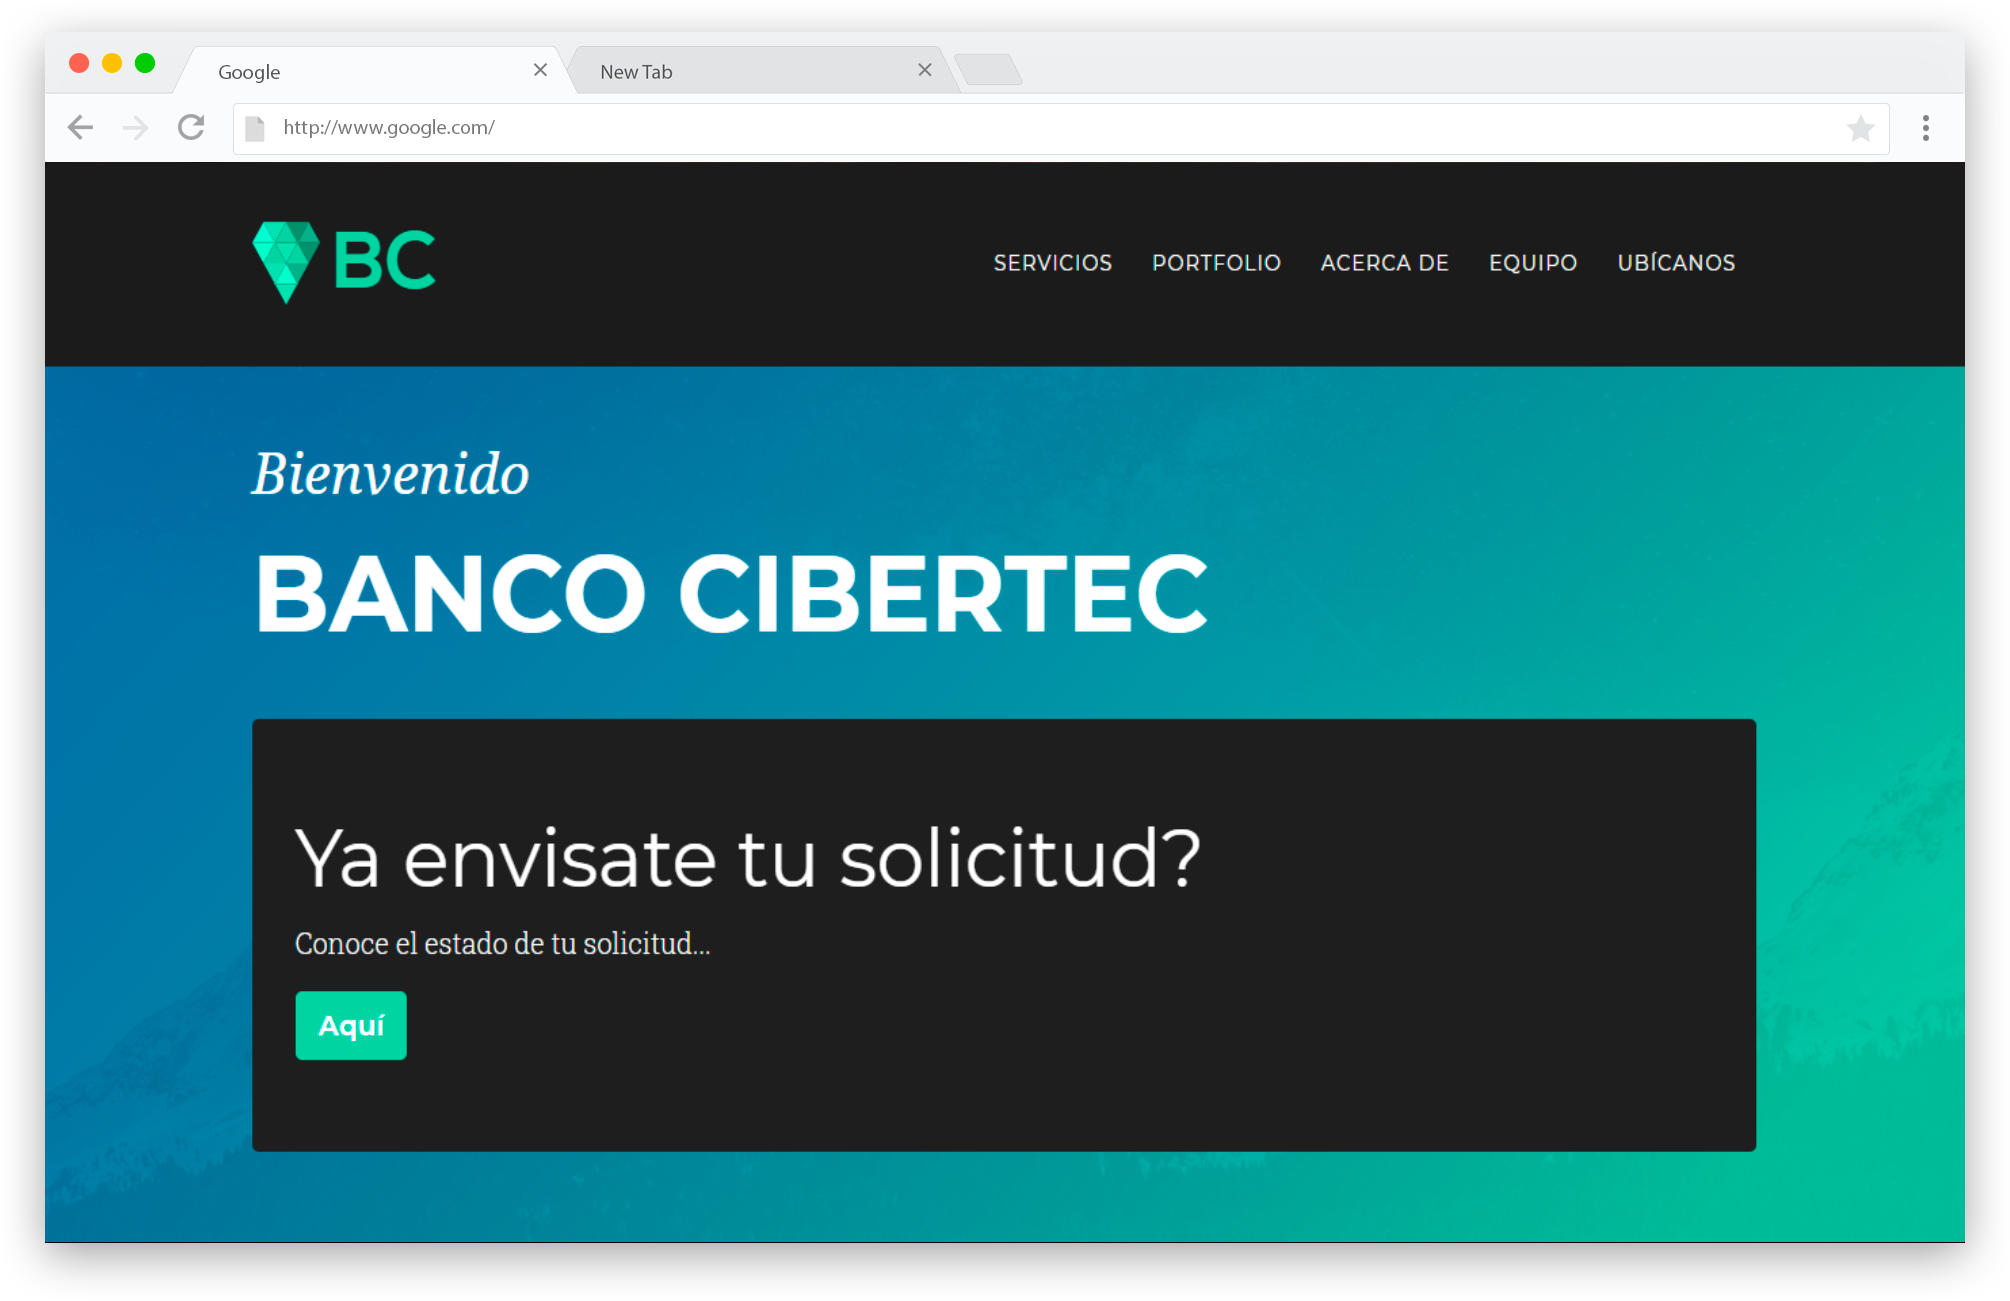 Google
New Tab
http://www.google.com/
BC
SERVICIOS PORTFOLIO ACERCA DE EQUIPO UBÍCANOS
Bienvenido
BANCO CIBERTEC
Ya envisate tu solicitud?
Conoce el estado de tu solicitud...
Aquí